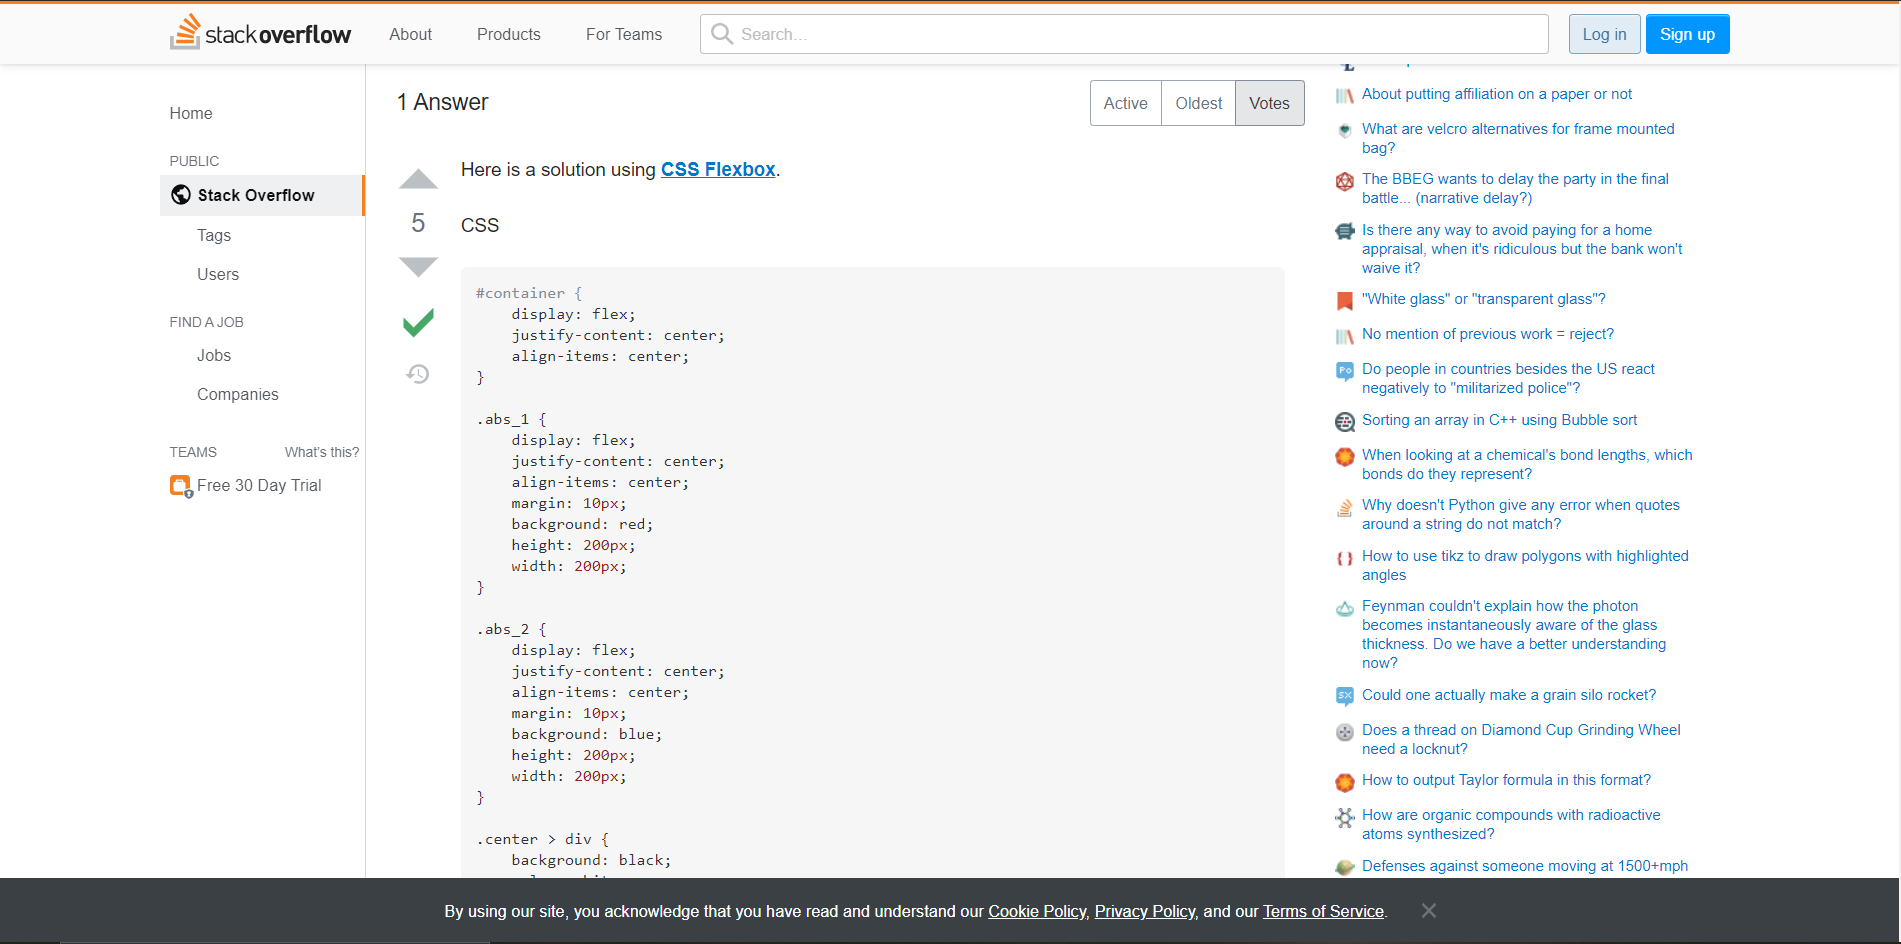 stackoverflow
About
Products
For Teams
Search...
Log in
Sign up
Home
PUBLIC
Stack Overflow
Tags
Users
FIND A JOB
Jobs
Companies
TEAMS
What's this?
Free 30 Day Trial
1 Answer
Active
Oldest
Votes
5
Here is a solution using CSS Flexbox.
CSS
#container {
    display: flex;
    justify-content: center;
    align-items: center;
}
.abs_1 {
    display: flex;
    justify-content: center;
    align-items: center;
    margin: 10px;
    background: red;
    height: 200px;
    width: 200px;
}
.abs_2 {
    display: flex;
    justify-content: center;
    align-items: center;
    margin: 10px;
    background: blue;
    height: 200px;
    width: 200px;
}
.center > div {
    background: black;
About putting affiliation on a paper or not
What are velcro alternatives for frame mounted
bag?
The BBEG wants to delay the party in the final
battle... (narrative delay?)
Is there any way to avoid paying for a home
appraisal, when it's ridiculous but the bank won't
waive it?
"White glass" or "transparent glass"?
No mention of previous work = reject?
Po
Do people in countries besides the US react
negatively to "militarized police"?
Sorting an array in C++ using Bubble sort
When looking at a chemical's bond lengths, which
bonds do they represent?
Why doesn't Python give any error when quotes
around a string do not match?
{}
How to use tikz to draw polygons with highlighted
angles
Feynman couldn't explain how the photon
becomes instantaneously aware of the glass
thickness. Do we have a better understanding
now?
SX
Could one actually make a grain silo rocket?
Does a thread on Diamond Cup Grinding Wheel
need a locknut?
How to output Taylor formula in this format?
How are organic compounds with radioactive
atoms synthesized?
Defenses against someone moving at 1500+mph
By using our site, you acknowledge that you have read and understand our Cookie Policy, Privacy Policy, and our Terms of Service.